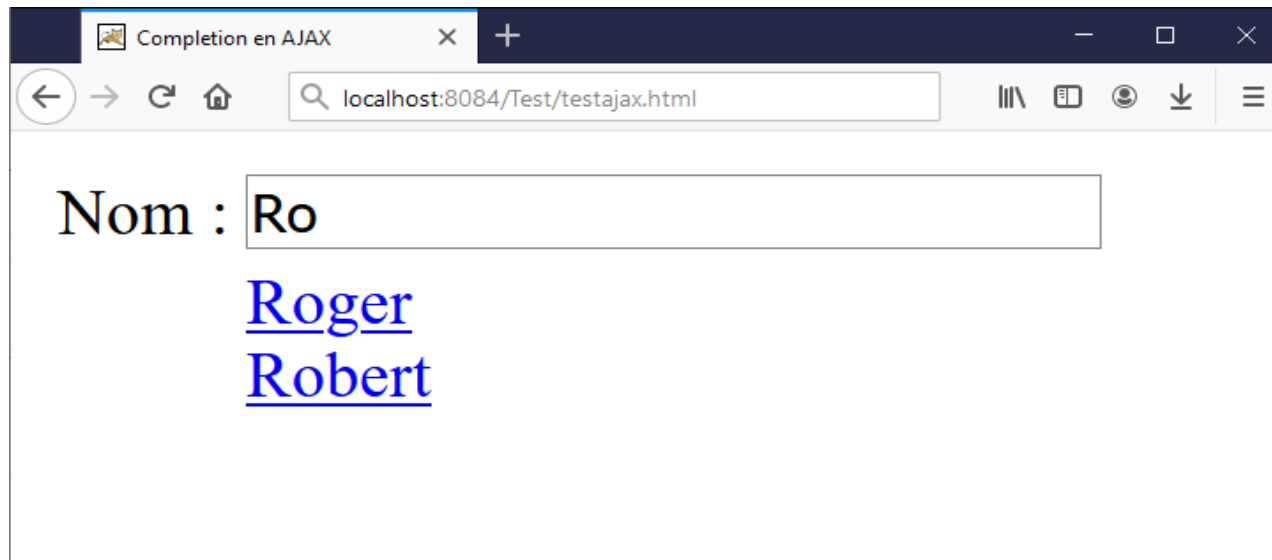 Completion en AJAX
localhost:8084/Test/testajax.html
Nom : Ro
Roger
Robert